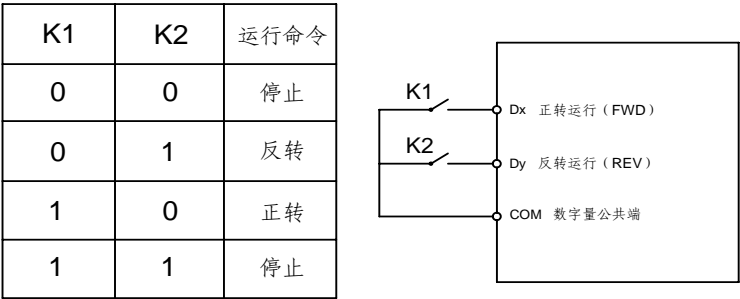 K1 K2 运行命令
0 0 停止
0 1 反转
1 0 正转
1 1 停止
K1
Dx 正转运行（FWD）
K2
Dy 反转运行（REV）
COM 数字量公共端